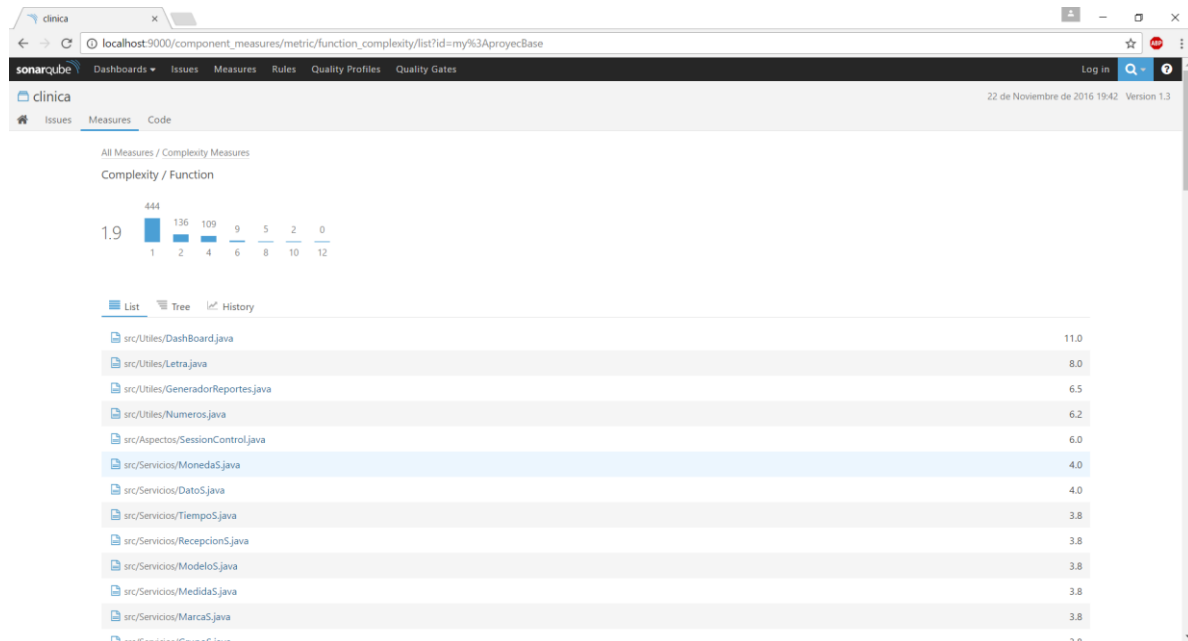 clinica
localhost:9000/component_measures/metric/function_complexity/list?id=my%3AproyecBase
ABP
sonarqube Dashboards Issues Measures Rules Quality Profiles Quality Gates Log in
clinica 22 de Noviembre de 2016 19:42 Version 1.3
Issues Measures Code
All Measures / Complexity Measures
Complexity / Function
1.9
444 136 109 9 5 2 0
1 2 4 6 8 10 12
List Tree History
src/Utiles/DashBoard.java 11.0
src/Utiles/Letra.java 8.0
src/Utiles/GeneradorReportes.java 6.5
src/Utiles/Numeros.java 6.2
src/Aspectos/SessionControl.java 6.0
src/Servicios/MonedaS.java 4.0
src/Servicios/DatoS.java 4.0
src/Servicios/TiempoS.java 3.8
src/Servicios/RecepcionS.java 3.8
src/Servicios/ModeloS.java 3.8
src/Servicios/MedidaS.java 3.8
src/Servicios/MarcaS.java 3.8